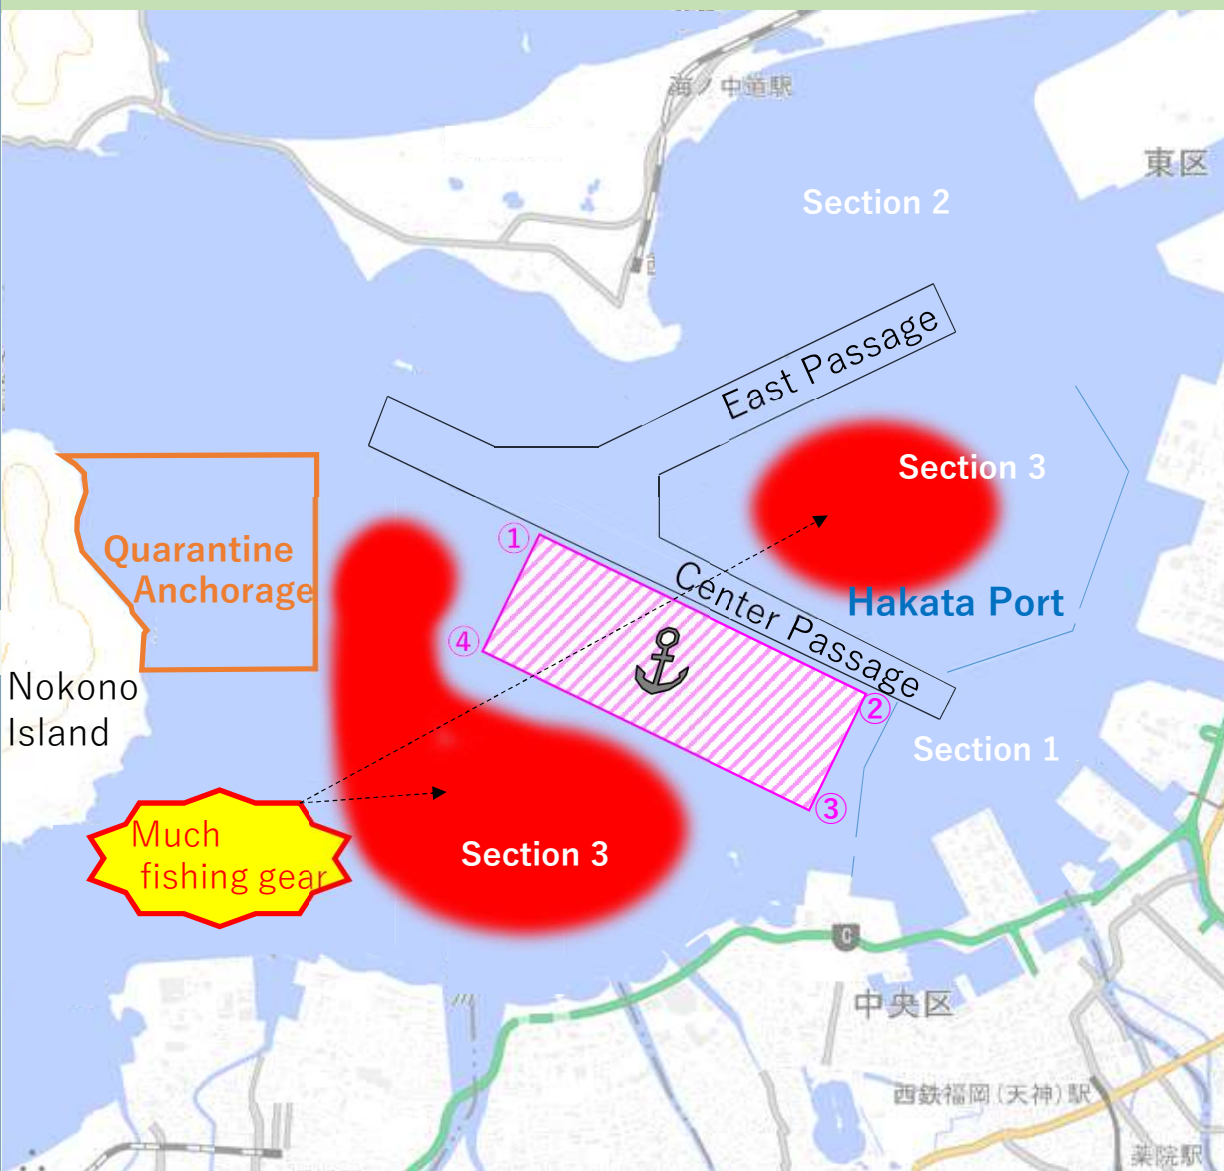 海ノ中道駅
東区
Section 2
西
East Passage
Section 3
①
Quarantine
Anchorage
Center Passage
Hakata Port
④
Nokono
Island
②
Section 1
③
Much
fishing gear
Section 3
C
中央区
西鉄福岡(天神)駅
薬院駅